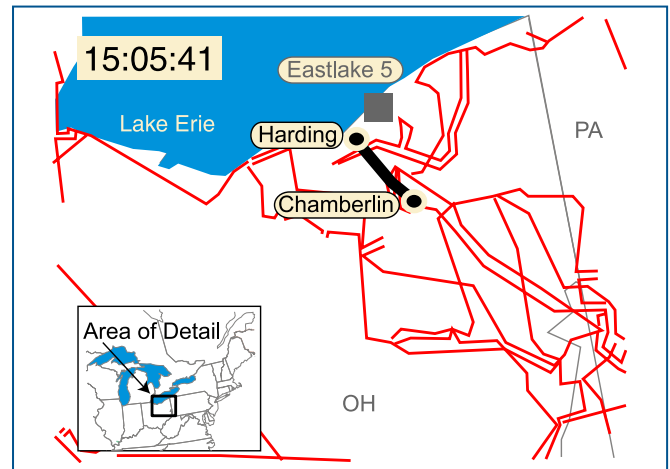 15:05:41
Eastlake 5
Lake Erie
Harding
PA
Chamberlin
Area of Detail
OH